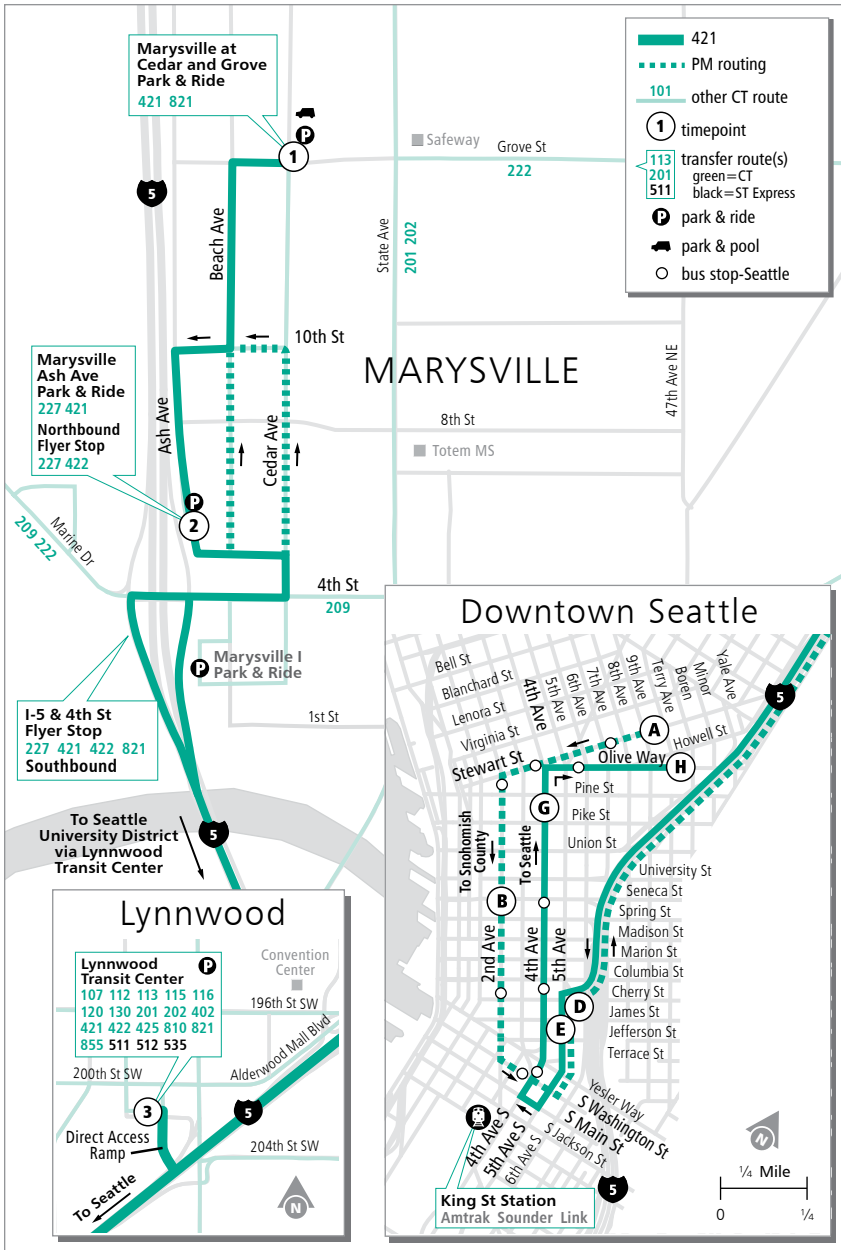 Marysville at
Cedar and Grove
Park & Ride
421 821
P
1
Safeway
Grove St
222
5
Beach Ave
State Ave
201 202
421
PM routing
101
other CT route
1
timepoint
113
201
511
transfer route(s)
green=CT
black=ST Express
P
park & ride
park & pool
bus stop-Seattle
10th St
MARYSVILLE
47th Ave NE
Marysville
Ash Ave
Park & Ride
227 421
Northbound
Flyer Stop
227 422
Ash Ave
Cedar Ave
8th St
Totem MS
P
2
Marine Dr
209 222
4th St
209
P
Marysville I
Park & Ride
1st St
I-5 & 4th St
Flyer Stop
227 421 422 821
Southbound
To Seattle
University District
via Lynnwood
Transit Center
5
Lynnwood
Lynnwood
Transit Center
P
107 112 113 115 116
120 130 201 202 402
421 422 425 810 821
855 511 512 535
Convention
Center
196th St SW
Alderwood Mall Blvd
200th St SW
3
5
Direct Access
Ramp
204th St SW
To Seattle
N
Downtown Seattle
Bell St
Blanchard St
Lenora St
Virginia St
Stewart St
4th Ave
5th Ave
6th Ave
7th Ave
8th Ave
9th Ave
Terry Ave
Boren
Minor
Yale Ave
5
A
Howell St
Olive Way
H
G
Pine St
Pike St
Union St
To Snohomish
County
To Seattle
B
2nd Ave
4th Ave
5th Ave
University St
Seneca St
Spring St
Madison St
Marion St
Columbia St
Cherry St
James St
Jefferson St
Terrace St
D
E
Yesler Way
S Washington St
S Main St
S Jackson St
4th Ave S
5th Ave S
6th Ave S
5
King St Station
Amtrak Sounder Link
N
¼ Mile
0
¼